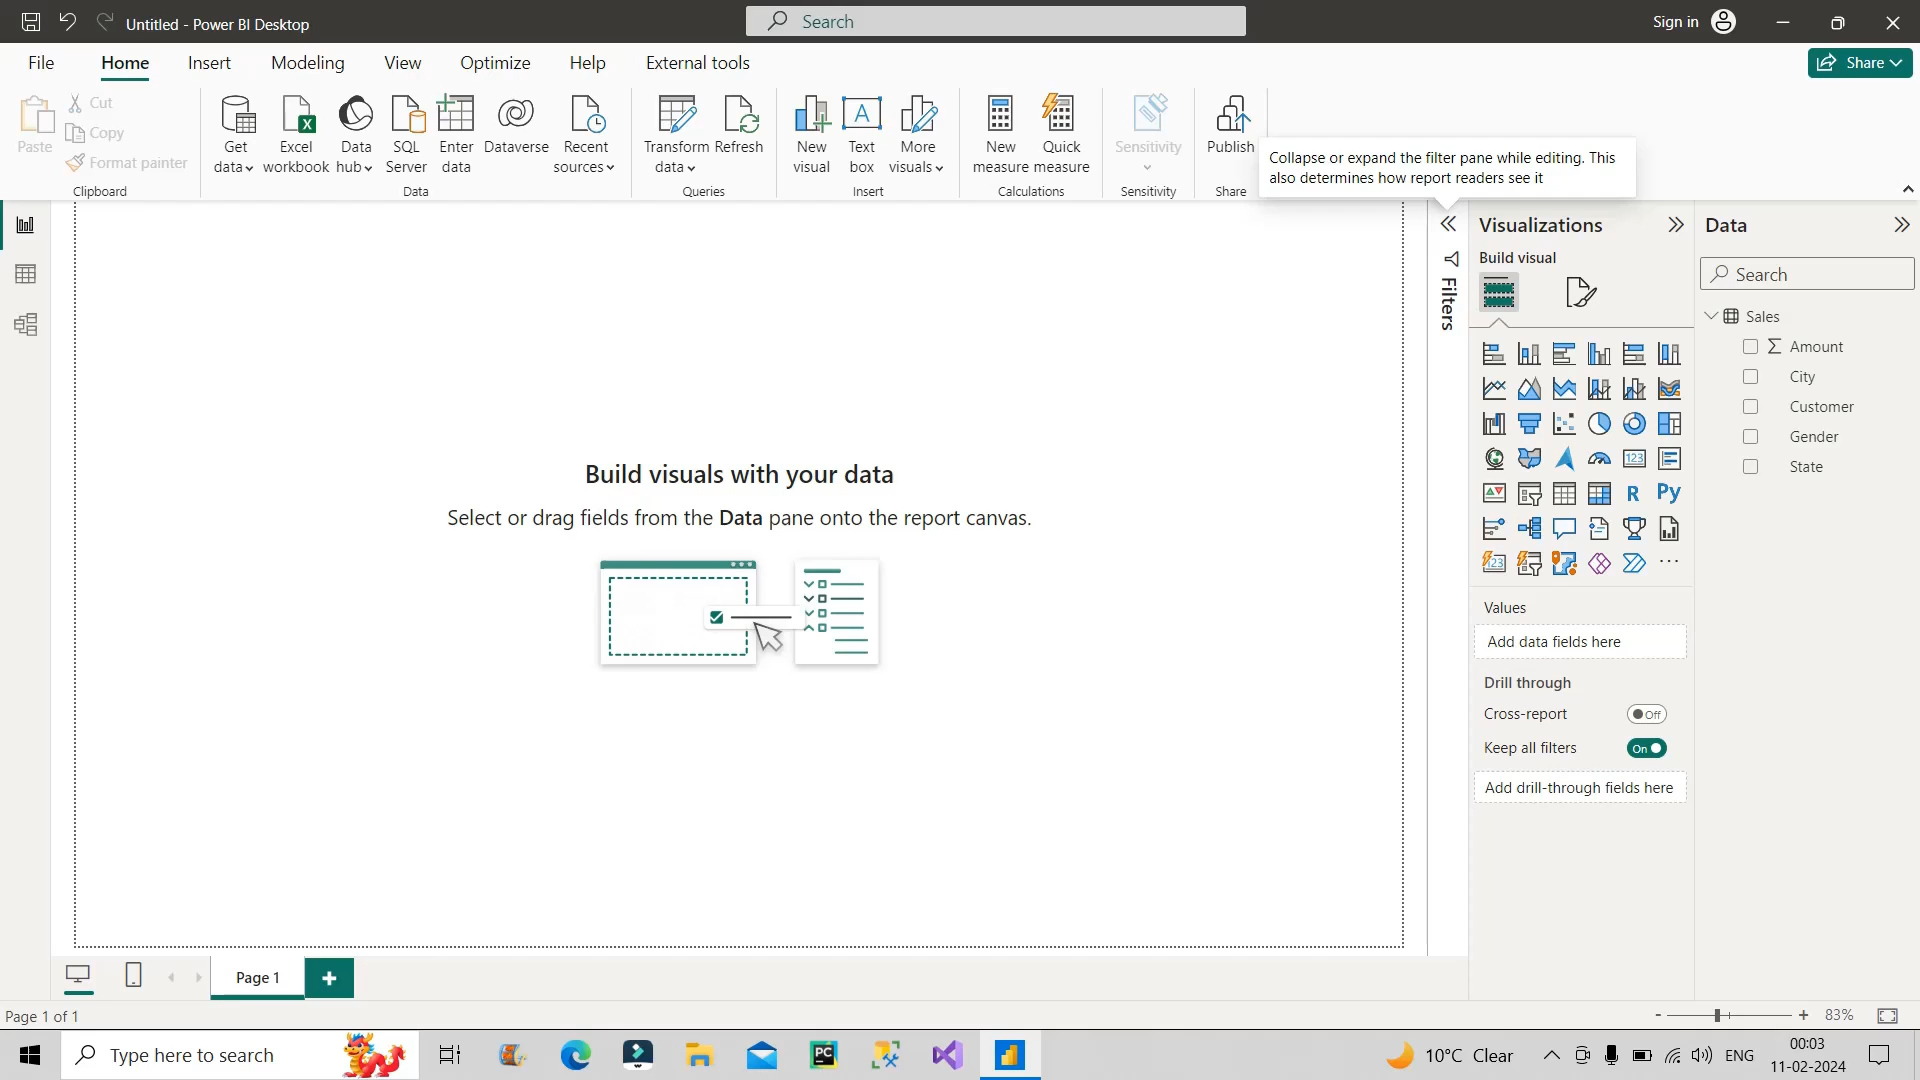 Untitled - Power BI Desktop
Search
Sign in
File
Home
Insert
Modeling
View
Optimize
Help
External tools
Share
Paste
Cut
Copy
Format painter
Clipboard
Get
data
Excel
workbook
Data
hub
SQL
Server
Enter
data
Dataverse
Recent
sources
Data
Transform
data
Refresh
Queries
New
visual
Text
box
More
visuals
Insert
New
measure
Quick
measure
Calculations
Sensitivity
Sensitivity
Publish
Share
Collapse or expand the filter pane while editing. This
also determines how report readers see it
Filters
Visualizations
Build visual
R
Py
123
123
Values
Add data fields here
Drill through
Cross-report
Off
Keep all filters
On
Add drill-through fields here
Data
Search
Sales
Σ Amount
City
Customer
Gender
State
Build visuals with your data
Select or drag fields from the Data pane onto the report canvas.
Page 1
Page 1 of 1
- + 83%
Type here to search
PC
10°C Clear
ENG
00:03
11-02-2024